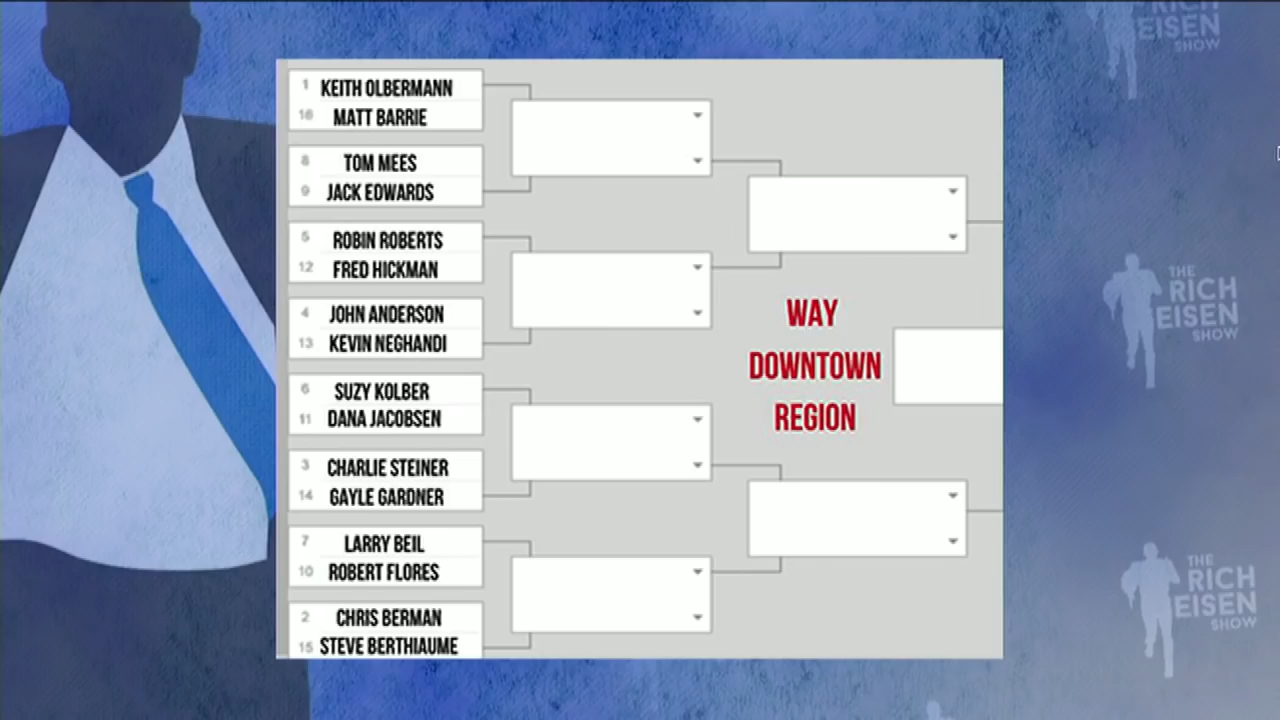 THE
RICH
EISEN
SHOW
1 KEITH OLBERMANN
16 MATT BARRIE
8 TOM MEES
9 JACK EDWARDS
5 ROBIN ROBERTS
12 FRED HICKMAN
4 JOHN ANDERSON
13 KEVIN NEGHANDI
6 SUZY KOLBER
11 DANA JACOBSEN
3 CHARLIE STEINER
14 GAYLE GARDNER
7 LARRY BEIL
10 ROBERT FLORES
2 CHRIS BERMAN
15 STEVE BERTHIAUME
WAY
DOWNTOWN
REGION
THE
RICH
EISEN
SHOW
THE
RICH
EISEN
SHOW